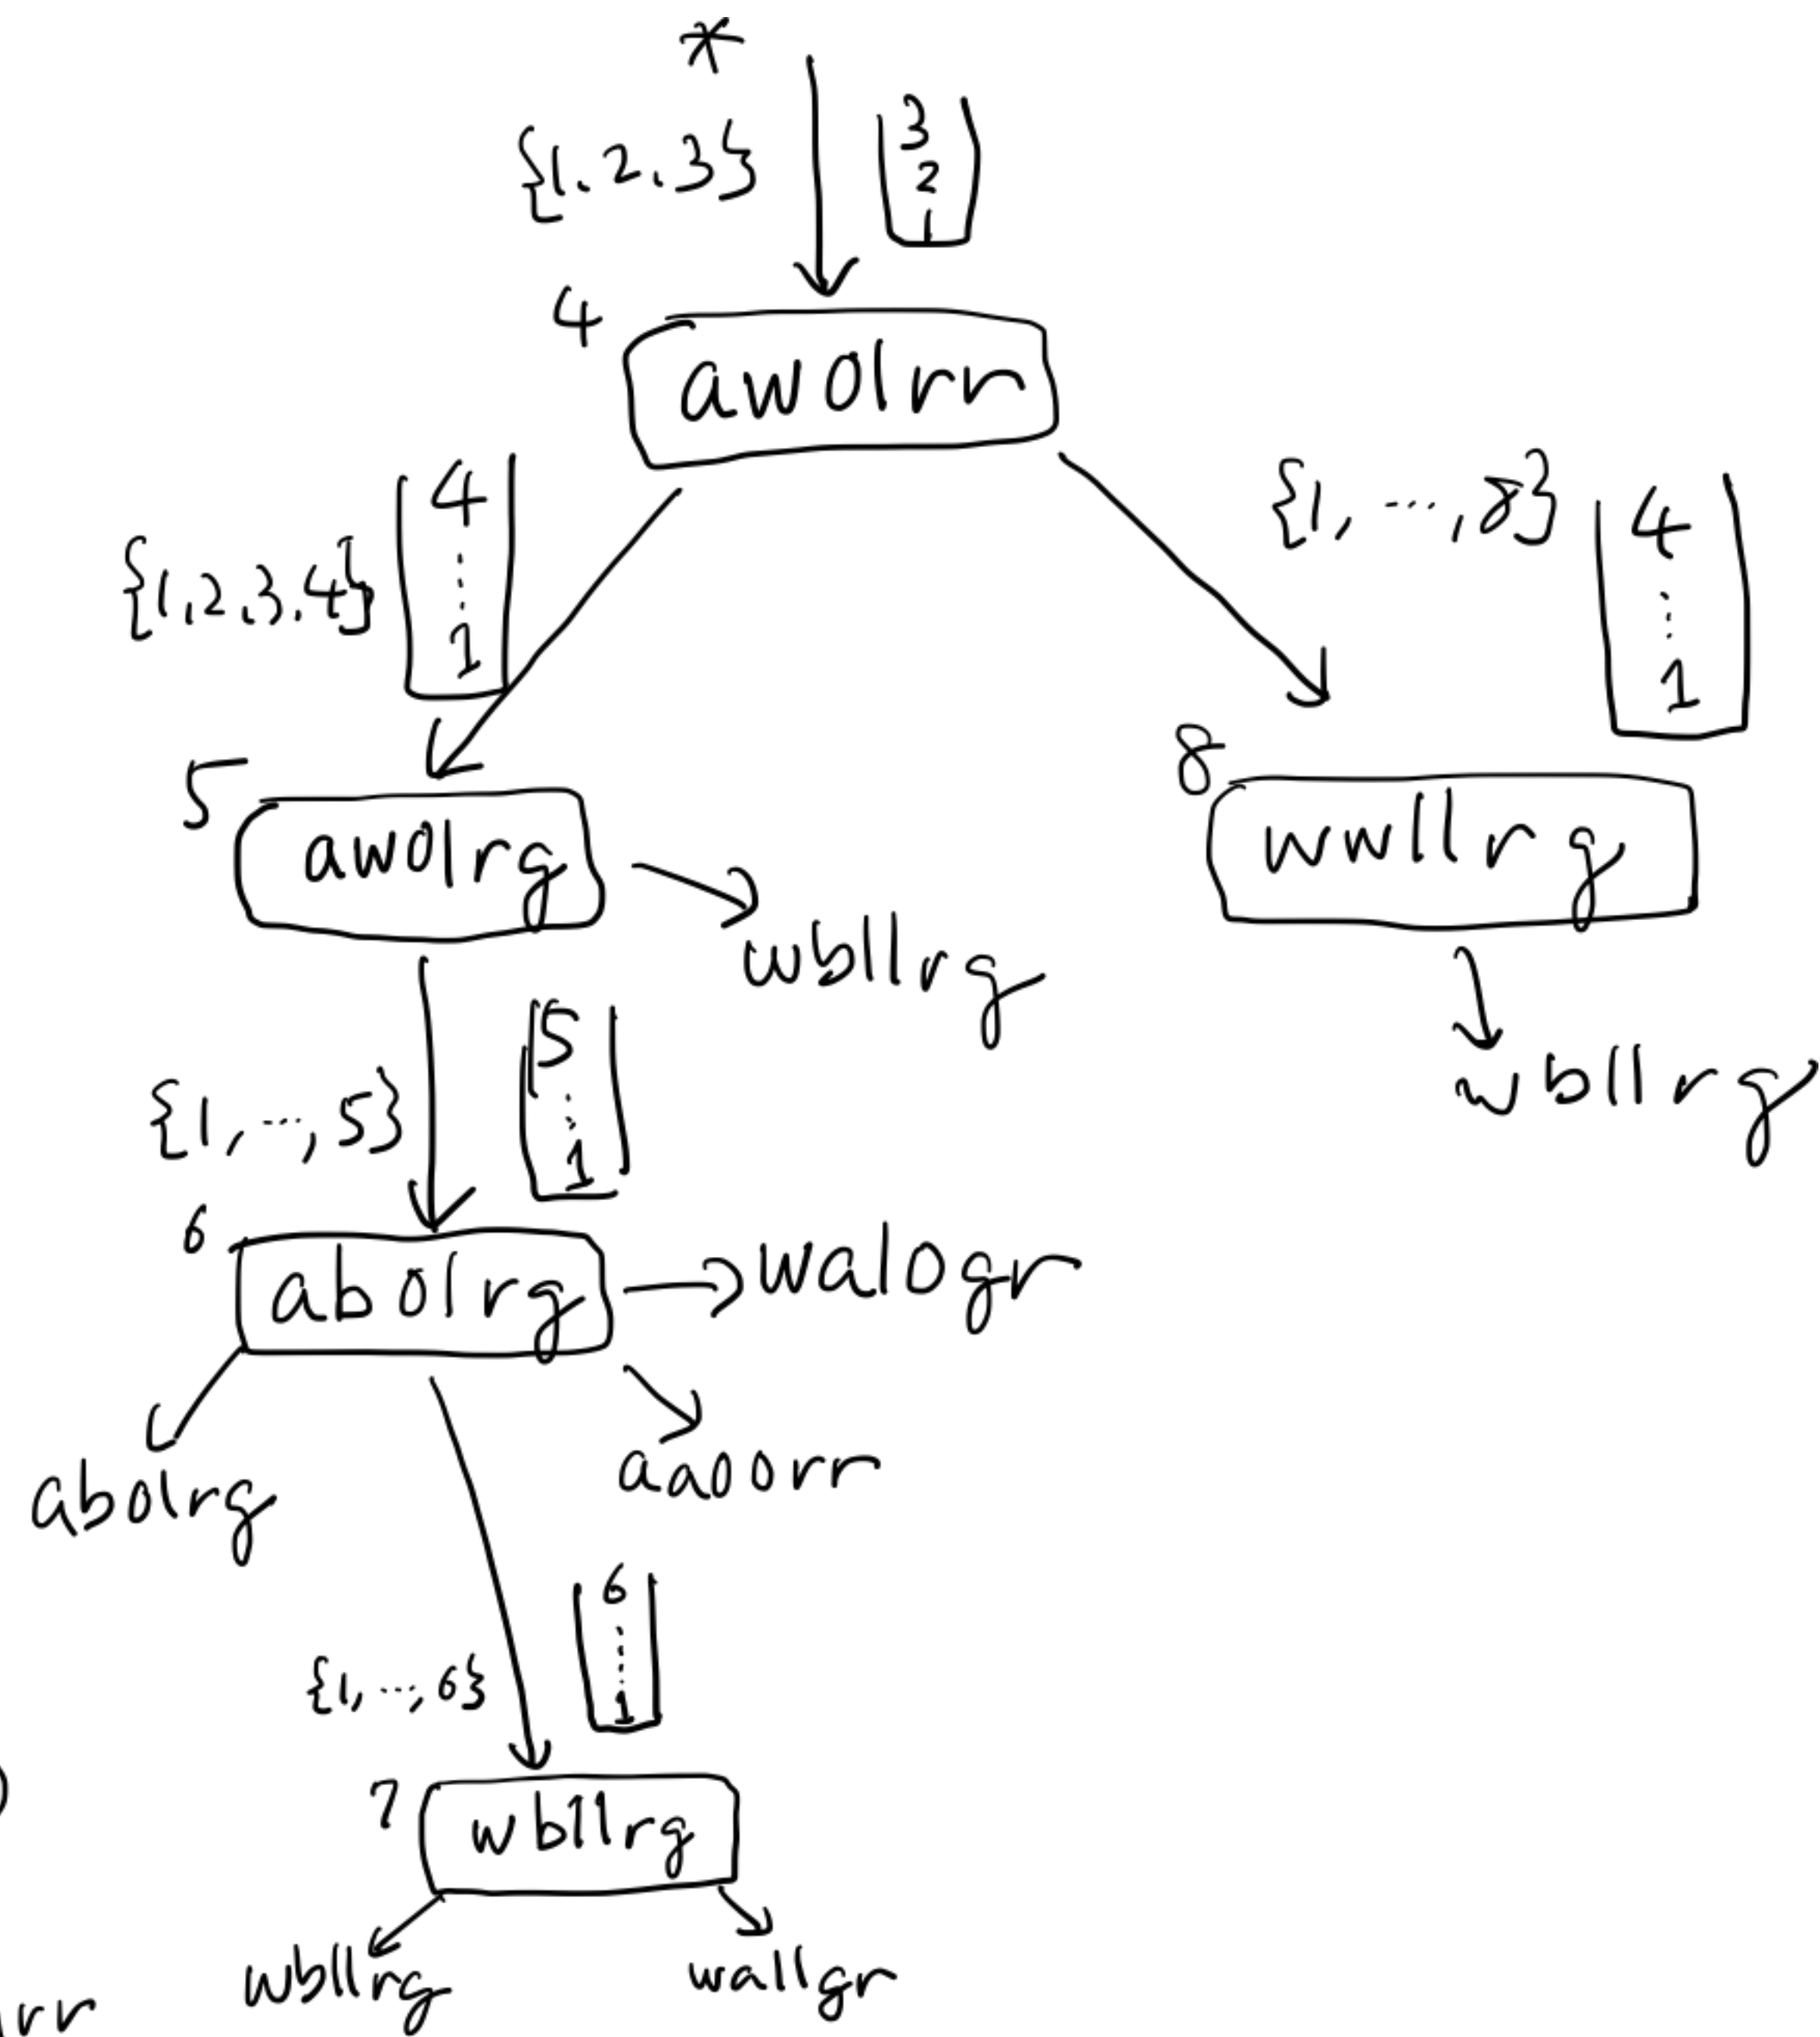 *
{1, 2, 3}
3
2
1
4
awolrr
{1, 2, 3, 4}
4
⋮
1
{1, ..., 8}
4
⋮
1
5
awolrg
wbllrg
8
wwllrg
wbllrg
{1, ..., 5}
5
⋮
1
6
abolrg
walogr
abolrg
aaoorr
{1, ..., 6}
6
⋮
1
7
wbllrg
wbllrg
wallgr
rr